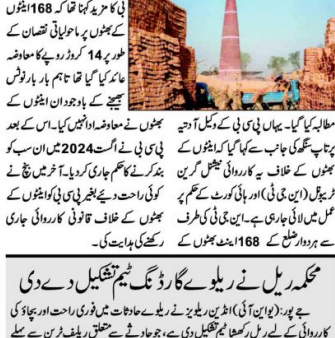 بی کا مزید کہنا تھا کہ 168 اینٹوں
کے بھٹوں پر ماحولیاتی نقصان کے
طور پر 14 کروڑ روپے کا معاوضہ
عائد کیا گیا تھا تاہم بار بار نوٹس
بھیجنے کے باوجود ان اینٹوں کے
بھٹوں نے معاوضہ ادا نہیں کیا۔ اس کے بعد
پی سی بی نے اگست 2024 میں ان سب کو
بند کرنے کا حکم جاری کردیا۔ آخر میں بنچ نے
کوئی راحت دیئے بغیر پی سی بی کو اینٹوں کے
بھٹوں کے خلاف قانونی کارروائی جاری
رکھنے کی ہدایت کی۔
مطالبہ کیا گیا۔ یہاں پی سی بی کے وکیل آدتیہ
پرتاپ سنگھ کی جانب سے کہا گیا کہ اینٹوں کے
بھٹوں کے خلاف یہ کارروائی نیشنل گرین
ٹریبونل (این جی ٹی) اور ہائی کورٹ کے حکم پر
عمل میں لائی جارہی ہے۔ این جی ٹی کی طرف
سے ہردوار ضلع کے 168 اینٹ بھٹوں کے
محکمہ ریل نے ریلوے گارڈنگ ٹیم تشکیل دے دی
جے پور: (یو این آئی) انڈین ریلویز نے ریلوے حادثات میں فوری راحت اور بچاؤ کی
کارروائی کے لیے ریل رکھشا ٹیم تشکیل دی ہے، جو حادثے سے متعلق ریلیف ٹرین سے پہلے